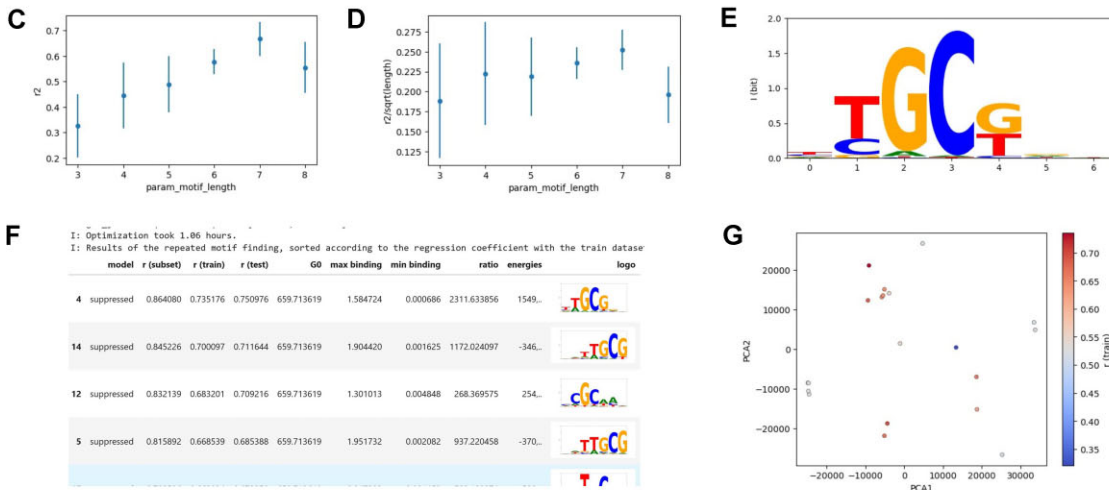 C
0.7
0.6
0.5
0.4
0.3
0.2
r2
3 4 5 6 7 8
param_motif_length
D
0.275
0.250
0.225
0.200
0.175
0.150
0.125
r2/sqrt(length)
3 4 5 6 7 8
param_motif_length
E
2.0
1.5
1.0
0.5
0.0
I (bit)
T G C G
C A T
0 1 2 3 4 5 6
F
I: Optimization took 1.06 hours.
I: Results of the repeated motif finding, sorted according to the regression coefficient with the train dataset
model r (subset) r (train) r (test) G0 max binding min binding ratio energies logo
4 suppressed 0.864080 0.735176 0.750976 659.713619 1.584724 0.000686 2311.633856 1549,.. TGCG
14 suppressed 0.845226 0.700097 0.711644 659.713619 1.904420 0.001625 1172.024097 -346,.. TGCG
12 suppressed 0.832139 0.683201 0.709216 659.713619 1.301013 0.004848 268.369575 254,.. CGCAA
5 suppressed 0.815892 0.668539 0.685388 659.713619 1.951732 0.002082 937.220458 -370,.. TTGCG
G
20000
10000
0
-10000
-20000
PCA2
-20000 -10000 0 10000 20000 30000
PCA1
0.70
0.65
0.60
0.55
0.50
0.45
0.40
0.35
r (train)